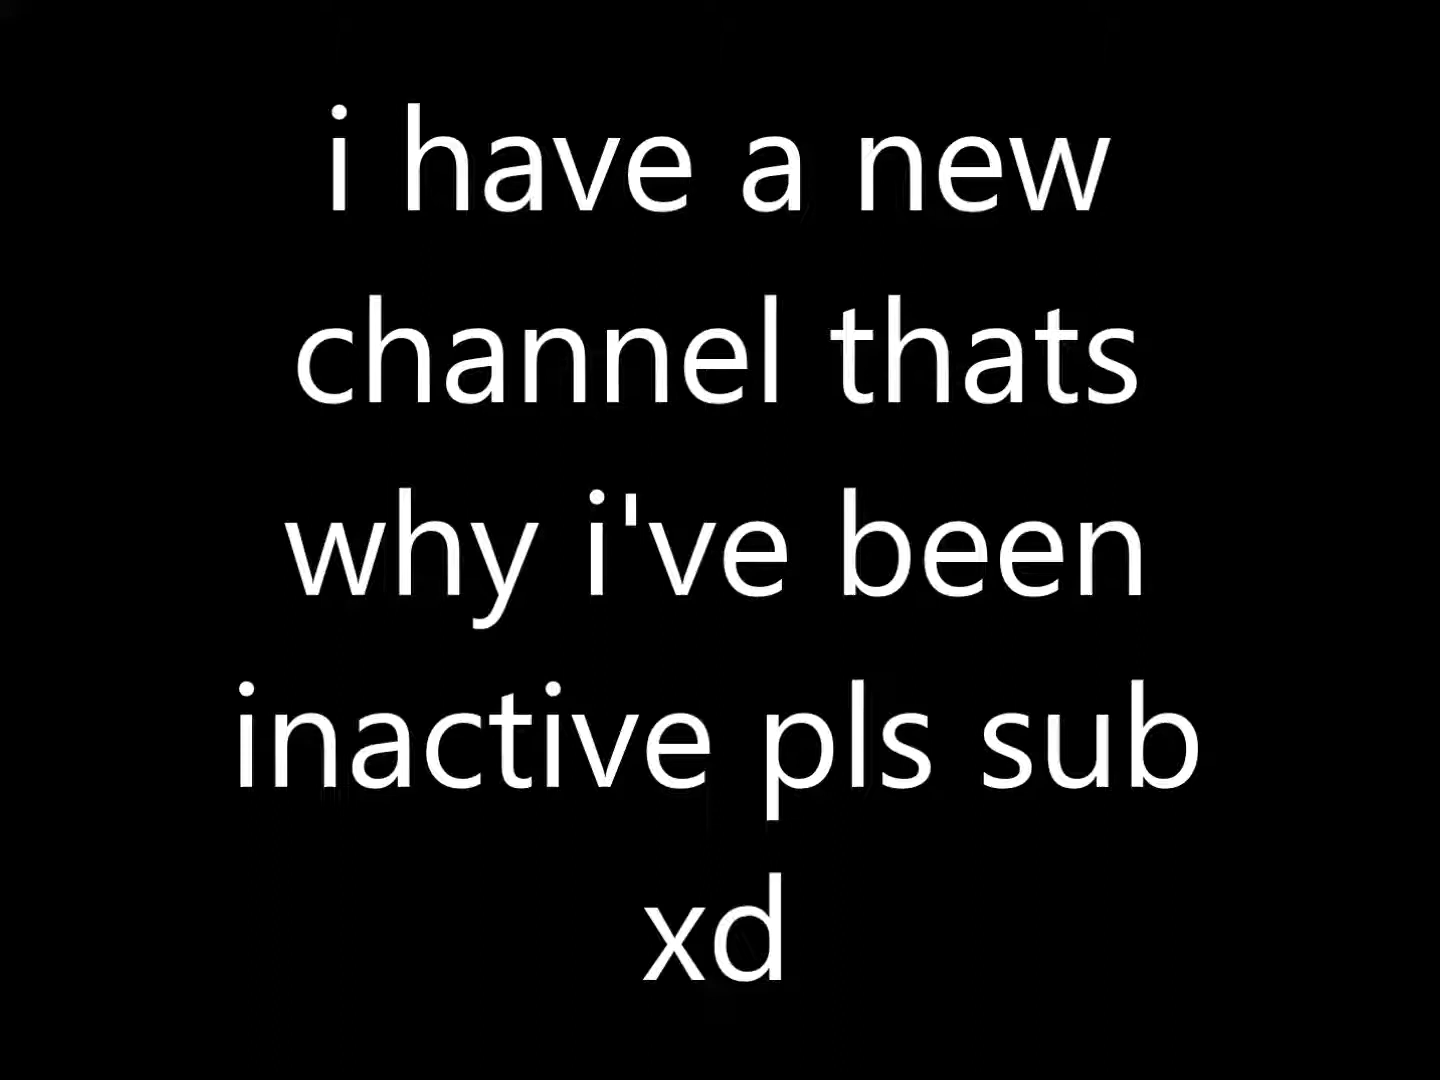 i have a new
channel thats
why i've been
inactive pls sub
xd